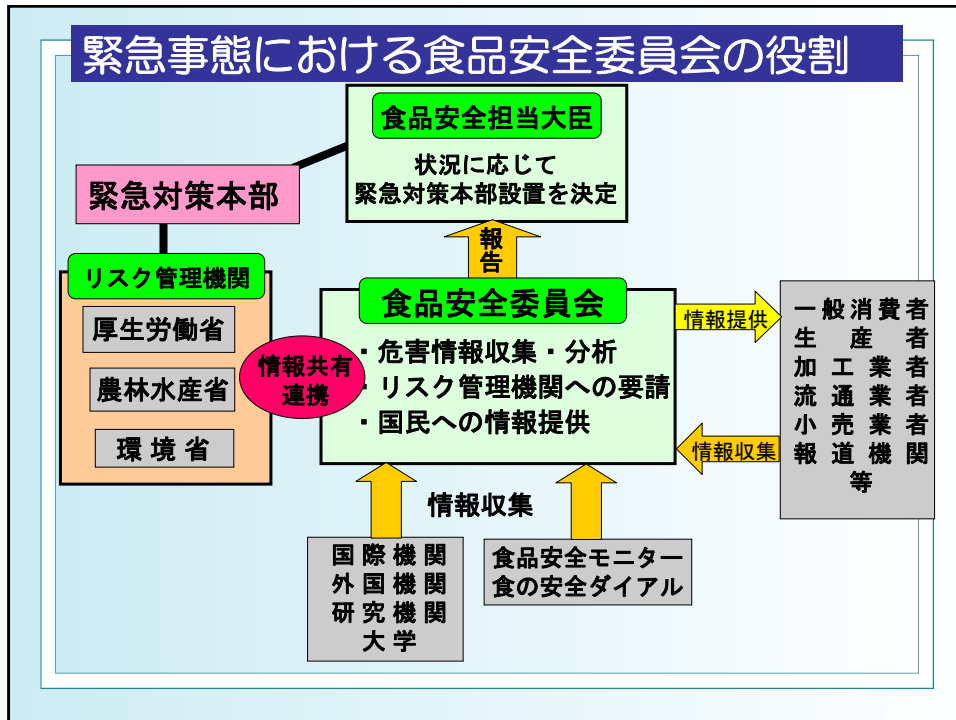 緊急事態における食品安全委員会の役割
食品安全担当大臣
状況に応じて
緊急対策本部設置を決定
緊急対策本部
報告
リスク管理機関
厚生労働省
農林水産省
環境省
情報共有
連携
食品安全委員会
・危害情報収集・分析
・リスク管理機関への要請
・国民への情報提供
情報提供
情報収集
一般消費者
生産者
加工業者
流通業者
小売業者
報道機関
等
情報収集
国際機関
外国機関
研究機関
大学
食品安全モニター
食の安全ダイアル